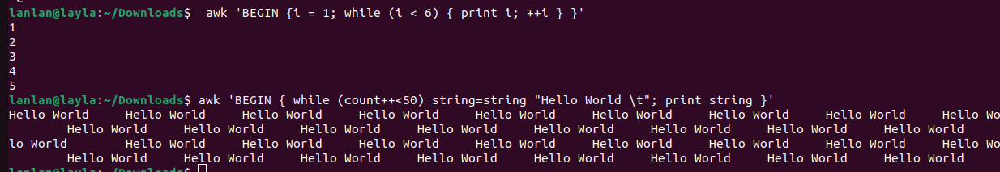 lanlan@layla:~/Downloads$  awk 'BEGIN {i = 1; while (i < 6) { print i; ++i } }'
1
2
3
4
5
lanlan@layla:~/Downloads$ awk 'BEGIN { while (count++<50) string=string "Hello World \t"; print string }'
Hello World     Hello World     Hello World     Hello World     Hello World     Hello World     Hello World     Hello World     Hello Wo
        Hello World     Hello World     Hello World     Hello World     Hello World     Hello World     Hello World     Hello World
lo World        Hello World     Hello World     Hello World     Hello World     Hello World     Hello World     Hello World     Hello Wo
        Hello World     Hello World     Hello World     Hello World     Hello World     Hello World     Hello World     Hello World
lanlan@layla:~/Downloads$